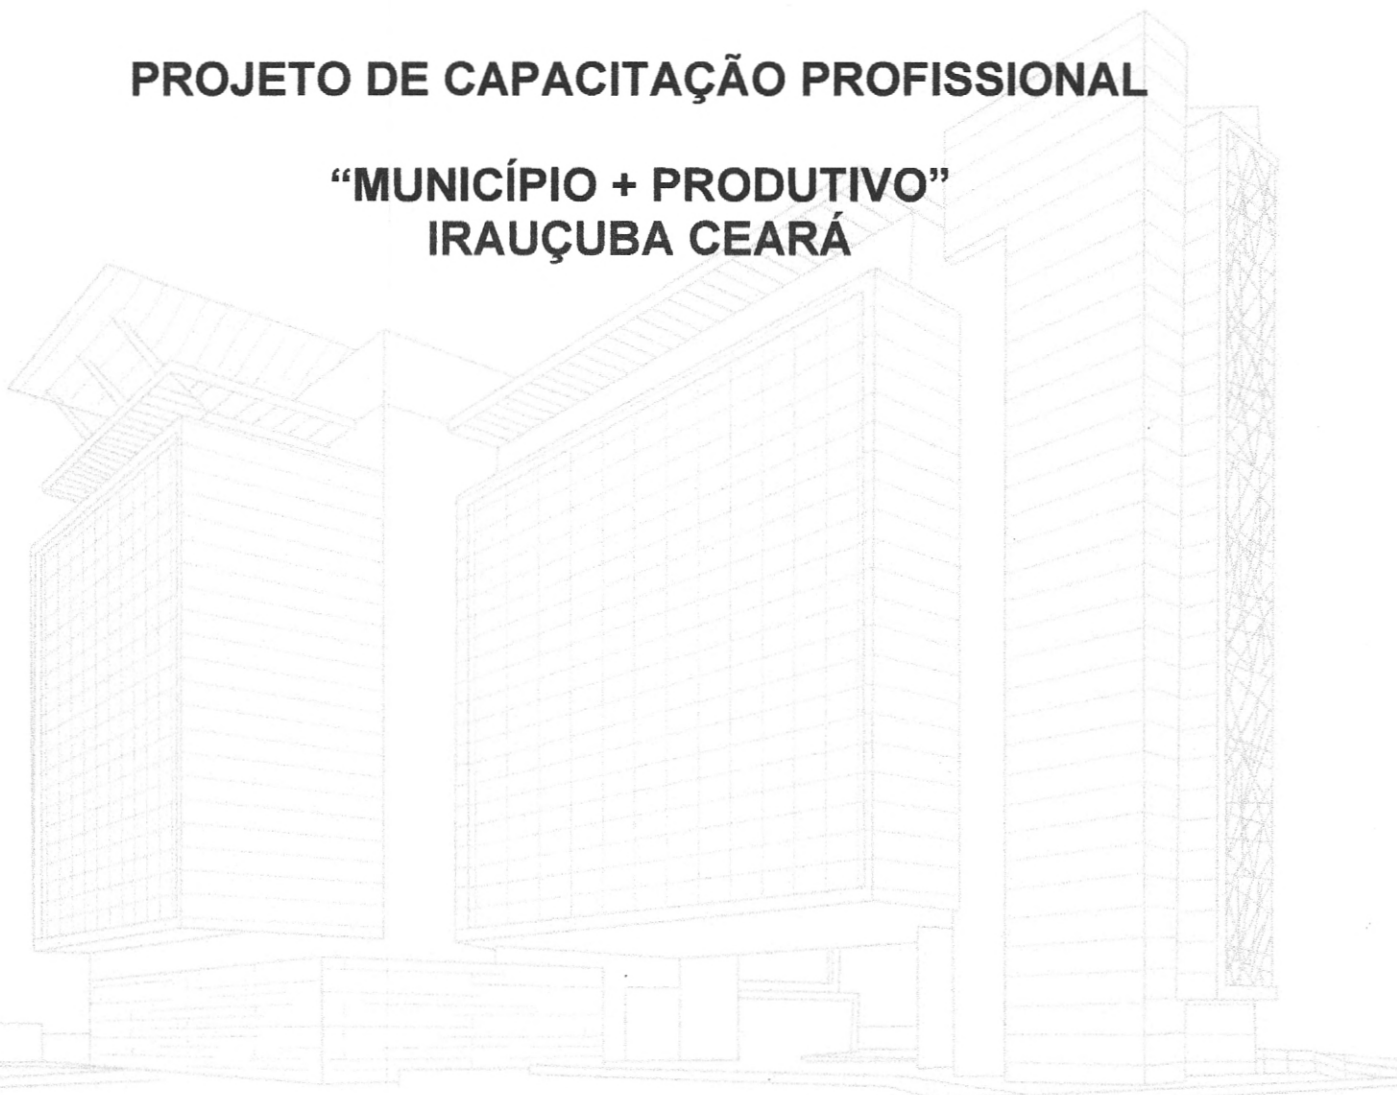 PROJETO DE CAPACITAÇÃO PROFISSIONAL
“MUNICÍPIO + PRODUTIVO”
IRAUÇUBA CEARÁ